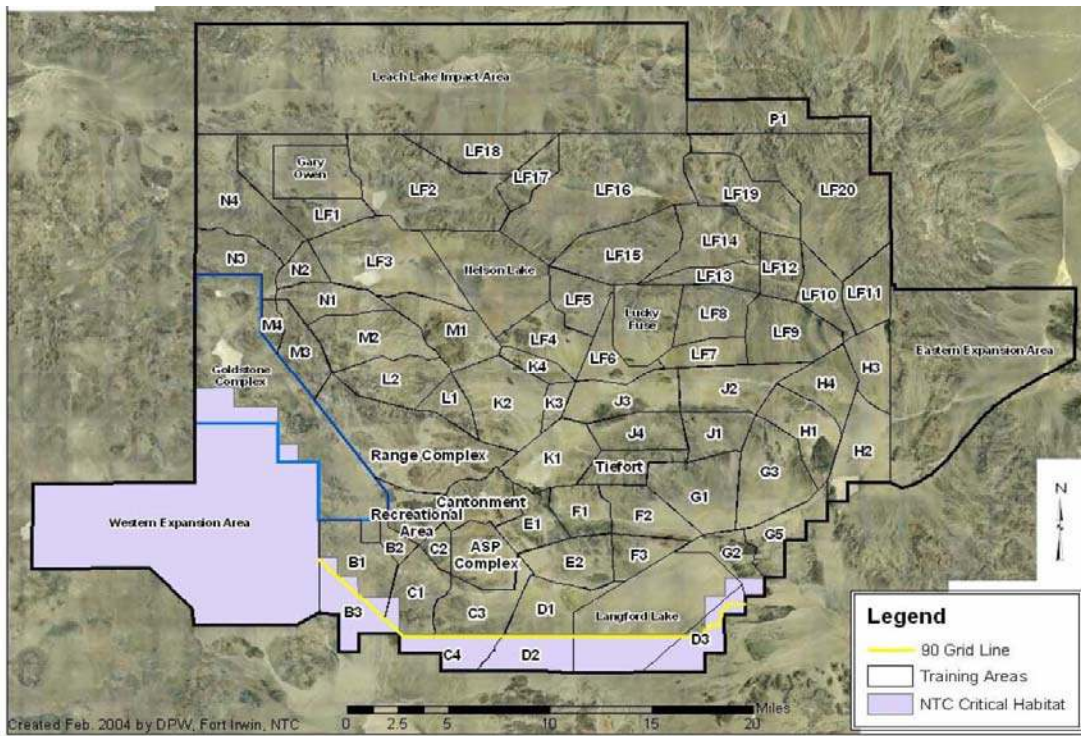 Leach Lake Impact Area
P1
LF18
Gary
Owen
LF17
LF2
LF16
LF19
LF20
N4
LF1
LF14
N3
LF3
LF15
N2
Nelson Lake
LF13
LF12
N1
LF5
LF10
LF11
M4
Lucky
Fuse
LF8
M2
M1
LF9
LF4
M3
LF6
LF7
Eastern Expansion Area
Goldstone
Complex
K4
H3
L2
H4
J2
L1
K2
K3
J3
J4
J1
H1
H2
Range Complex
K1
Tiefort
G3
Cantonment
G1
Recreational
Area
F1
F2
Western Expansion Area
E1
G5
B2
C2
ASP
Complex
F3
G2
B1
E2
C1
B3
C3
D1
Langford Lake
D3
C4
D2
N
S
Legend
90 Grid Line
Training Areas
NTC Critical Habitat
Miles
0 2.5 5 10 15 20
Created Feb. 2004 by DPW, Fort Irwin, NTC